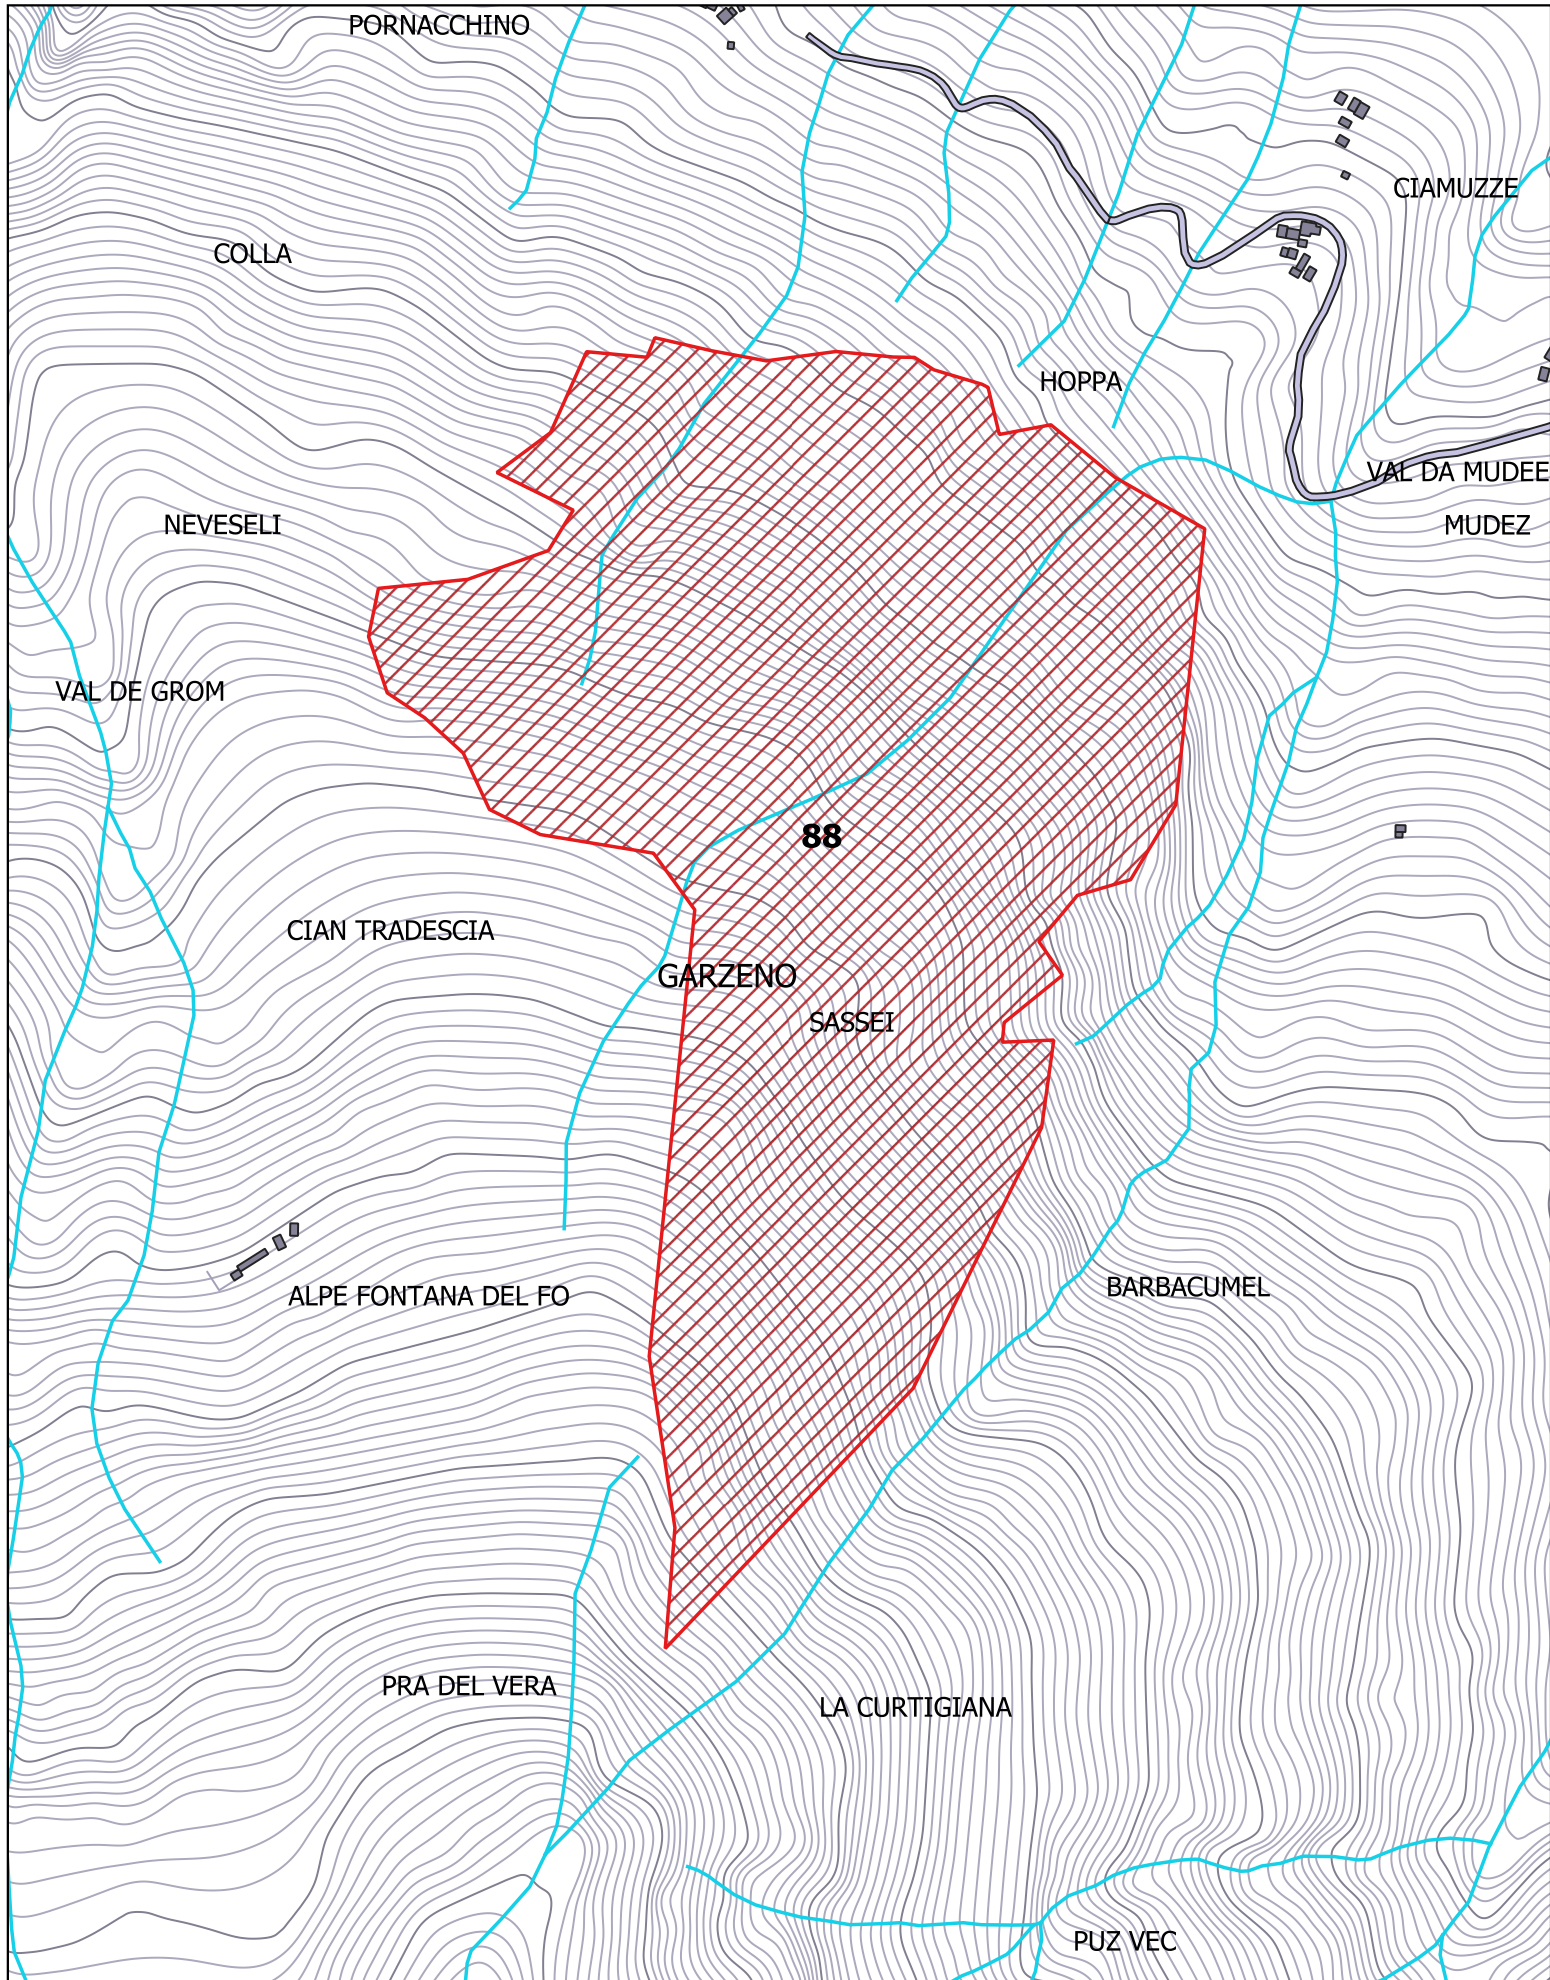 PORNACCHINO
CIAMUZZE
COLLA
HOPPA
VAL DA MUDEE
NEVESELI
MUDEZ
VAL DE GROM
88
CIAN TRADESCIA
GARZENO
SASSEI
BARBACUMEL
ALPE FONTANA DEL FO
PRA DEL VERA
LA CURTIGIANA
PUZ VEC